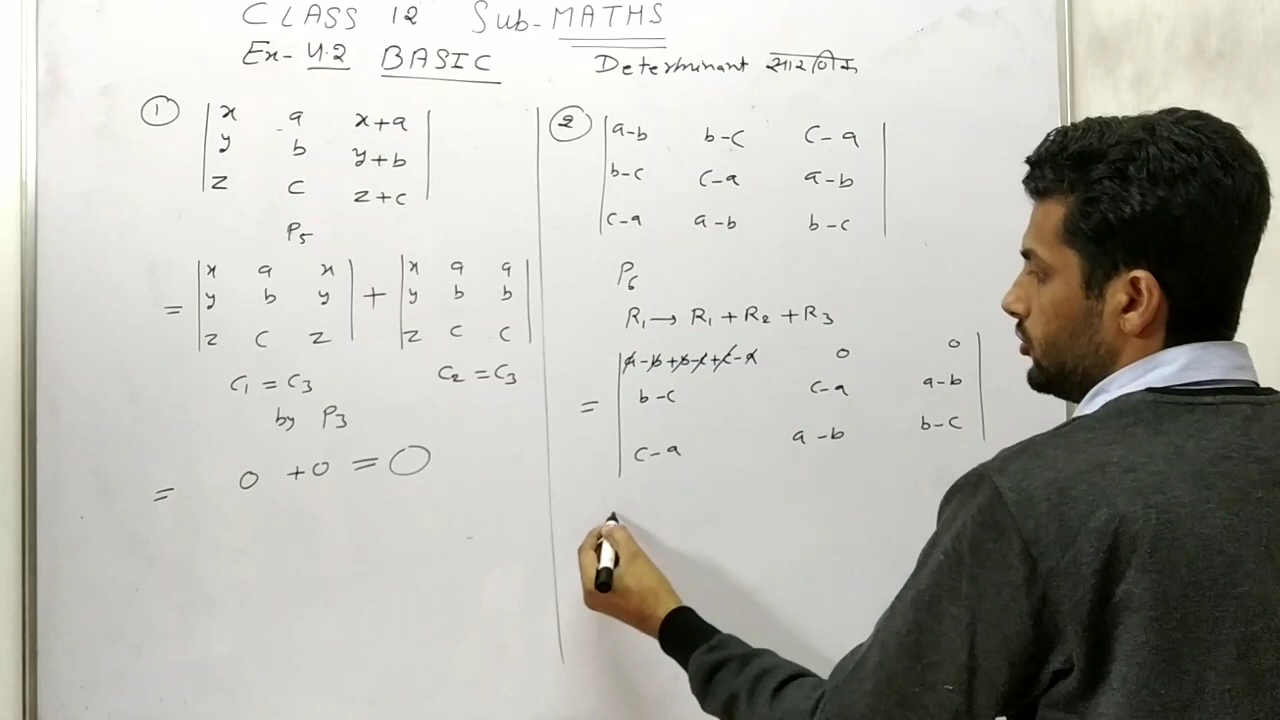 CLASS 12 Sub-MATHS
Ex- 4.2 BASIC Determinant सारणिक
① | x a x+a |
| y b y+b |
| z c z+c |
P5
= | x a x | + | x a a |
| y b y | | y b b |
| z c z | | z c c |
C1 = C3 C2 = C3
by P3
= 0 + 0 = 0
② | a-b b-c c-a |
| b-c c-a a-b |
| c-a a-b b-c |
P6
R1 → R1 + R2 + R3
= | a-b+b-c+c-a 0 0 |
| b-c c-a a-b |
| c-a a-b b-c |